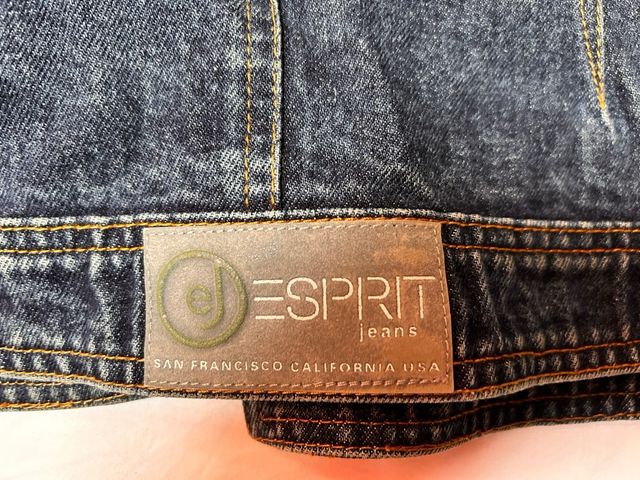 ej ESPRIT
jeans
SAN FRANCISCO CALIFORNIA USA